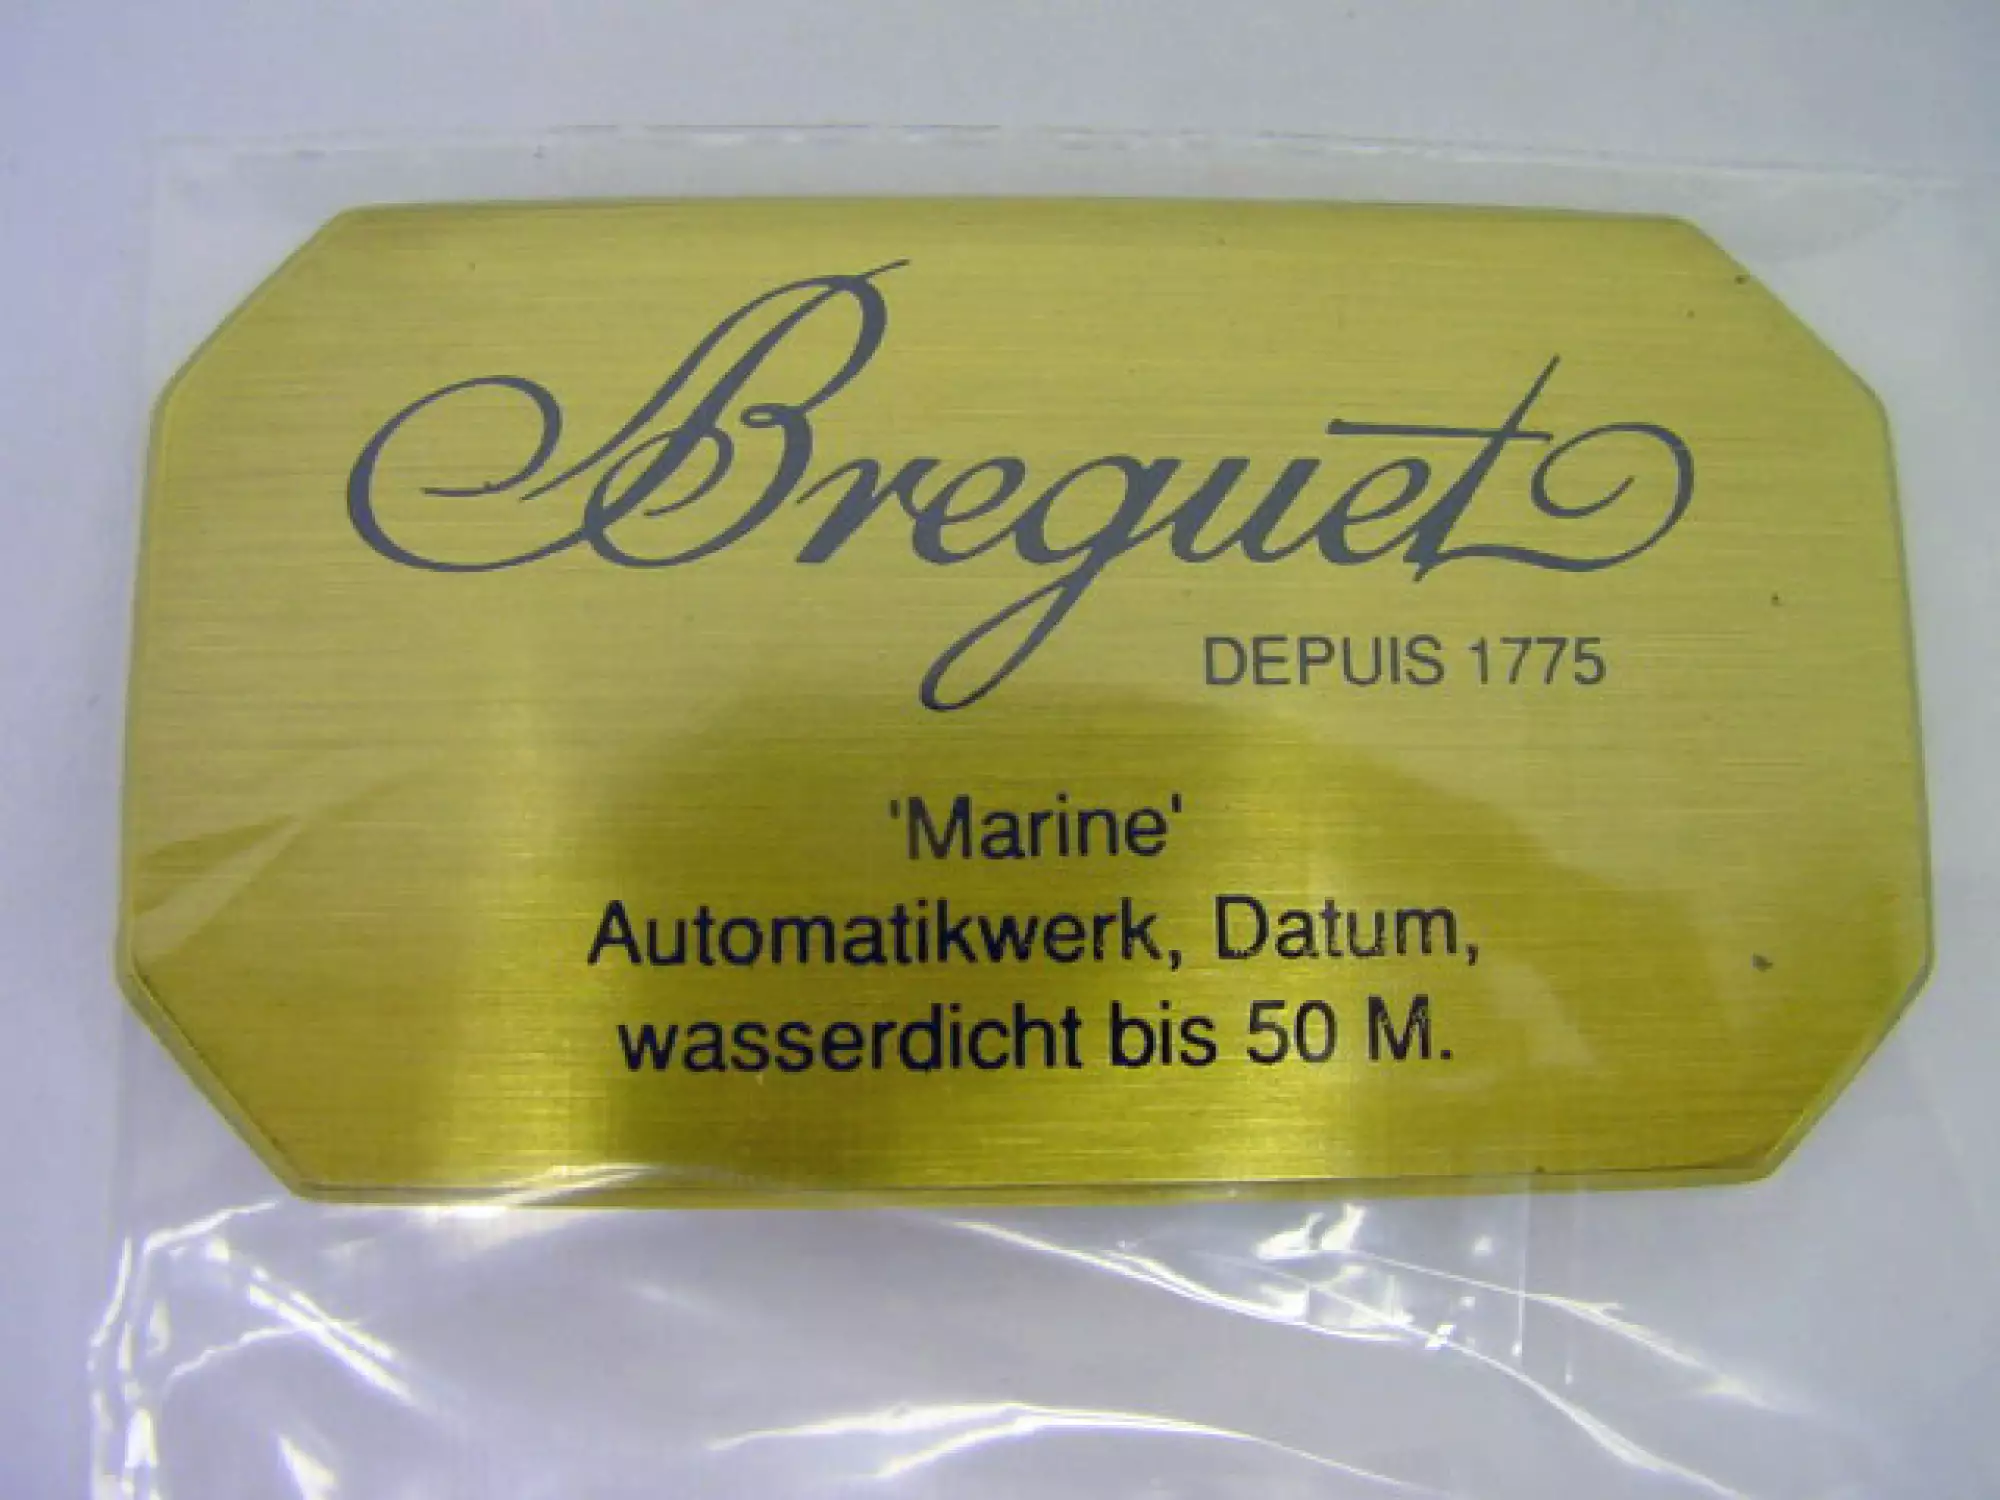 Breguet
DEPUIS 1775
'Marine'
Automatikwerk, Datum,
wasserdicht bis 50 M.